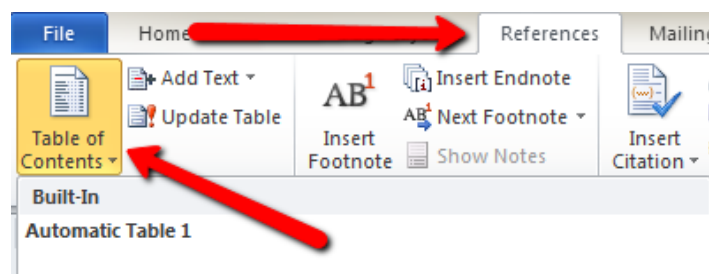 File Home References Mailin
Add Text
Update Table
Table of
Contents
AB1
Insert
Footnote
Insert Endnote
AB1 Next Footnote
Show Notes
Insert
Citation
Built-In
Automatic Table 1